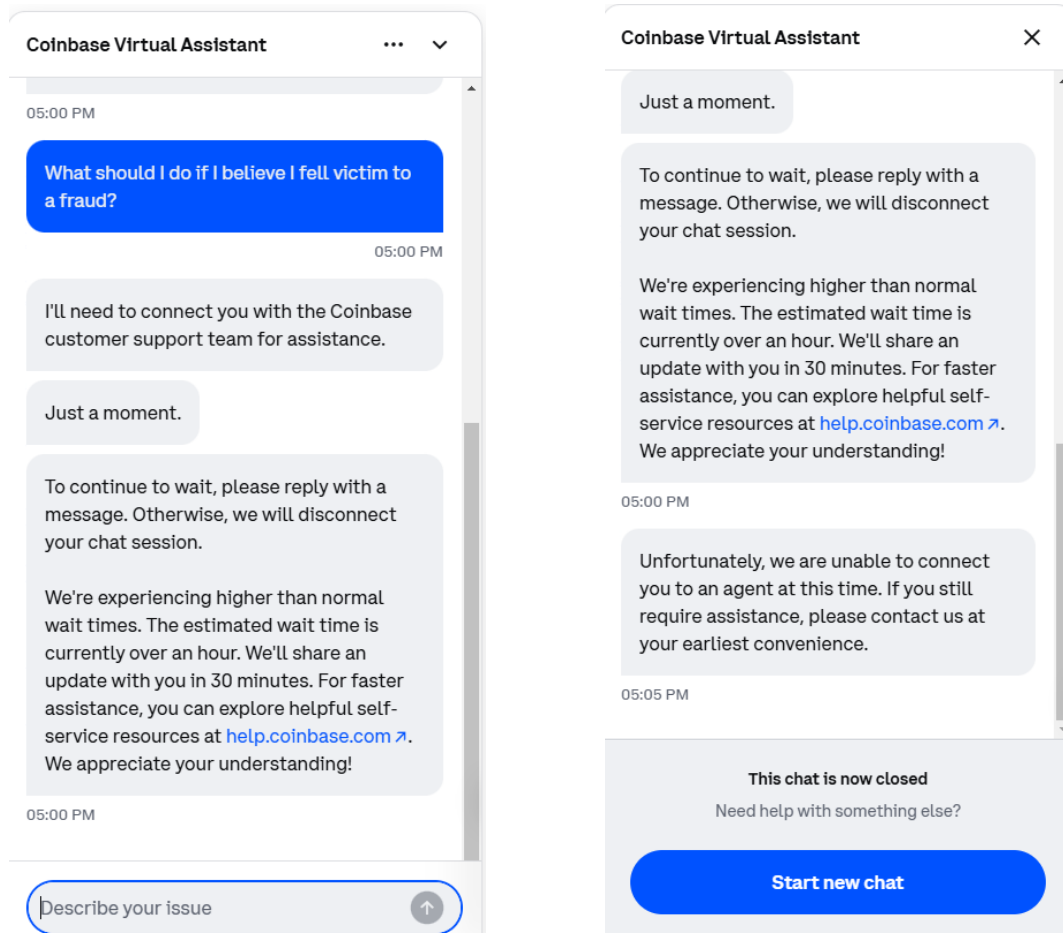 Coinbase Virtual Assistant
05:00 PM
What should I do if I believe I fell victim to
a fraud?
05:00 PM
I'll need to connect you with the Coinbase
customer support team for assistance.
Just a moment.
To continue to wait, please reply with a
message. Otherwise, we will disconnect
your chat session.
We're experiencing higher than normal
wait times. The estimated wait time is
currently over an hour. We'll share an
update with you in 30 minutes. For faster
assistance, you can explore helpful self-
service resources at help.coinbase.com↗.
We appreciate your understanding!
05:00 PM
Describe your issue
Coinbase Virtual Assistant
Just a moment.
To continue to wait, please reply with a
message. Otherwise, we will disconnect
your chat session.
We're experiencing higher than normal
wait times. The estimated wait time is
currently over an hour. We'll share an
update with you in 30 minutes. For faster
assistance, you can explore helpful self-
service resources at help.coinbase.com↗.
We appreciate your understanding!
05:00 PM
Unfortunately, we are unable to connect
you to an agent at this time. If you still
require assistance, please contact us at
your earliest convenience.
05:05 PM
This chat is now closed
Need help with something else?
Start new chat